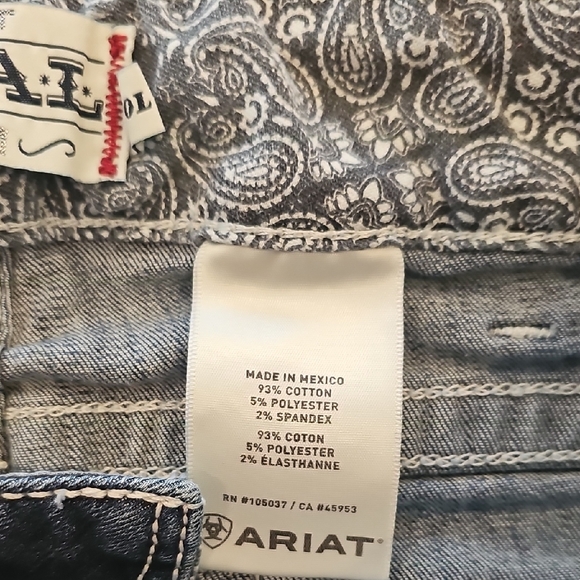 A.L
S
OL
MADE IN MEXICO
93% COTTON
5% POLYESTER
2% SPANDEX
93% COTON
5% POLYESTER
2% ÉLASTHANNE
RN #105037 / CA #45953
ARIAT